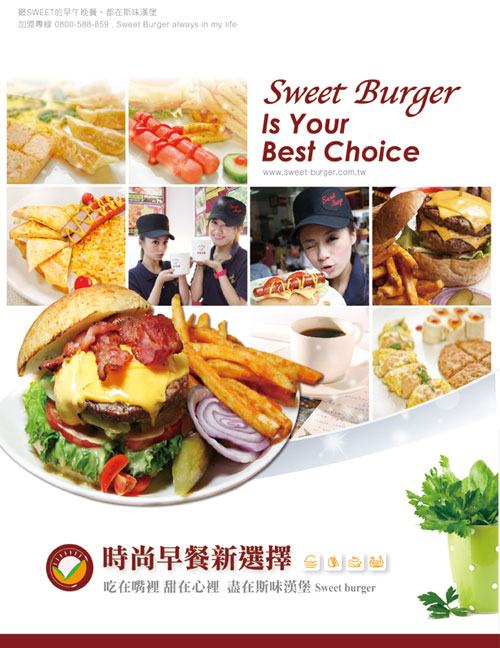 最SWEET的早午晚餐，都在斯味漢堡
加盟專線 0800-588-859 . Sweet Burger always in my life
Sweet Burger
Is Your
Best Choice
www.sweet-burger.com.tw
時尚早餐新選擇
吃在嘴裡 甜在心裡 盡在斯味漢堡 Sweet burger